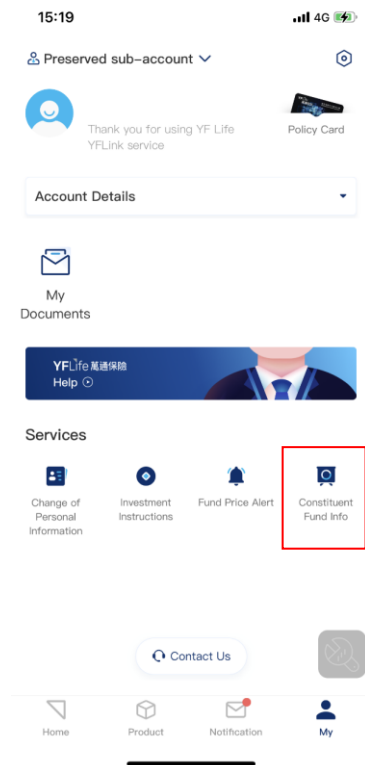 15:19
4G
Preserved sub-account
Thank you for using YF Life
YFLink service
Policy Card
Account Details
My
Documents
YFLife 萬通保險
Help
Services
Change of
Personal
Information
Investment
Instructions
Fund Price Alert
Constituent
Fund Info
Contact Us
Home
Product
Notification
My